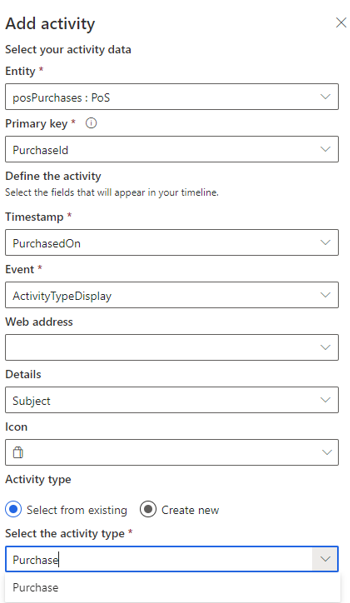 Add activity
Select your activity data
Entity *
posPurchases : PoS
Primary key *
PurchaseId
Define the activity
Select the fields that will appear in your timeline.
Timestamp *
PurchasedOn
Event *
ActivityTypeDisplay
Web address
Details
Subject
Icon
Activity type
Select from existing Create new
Select the activity type *
Purchase
Purchase